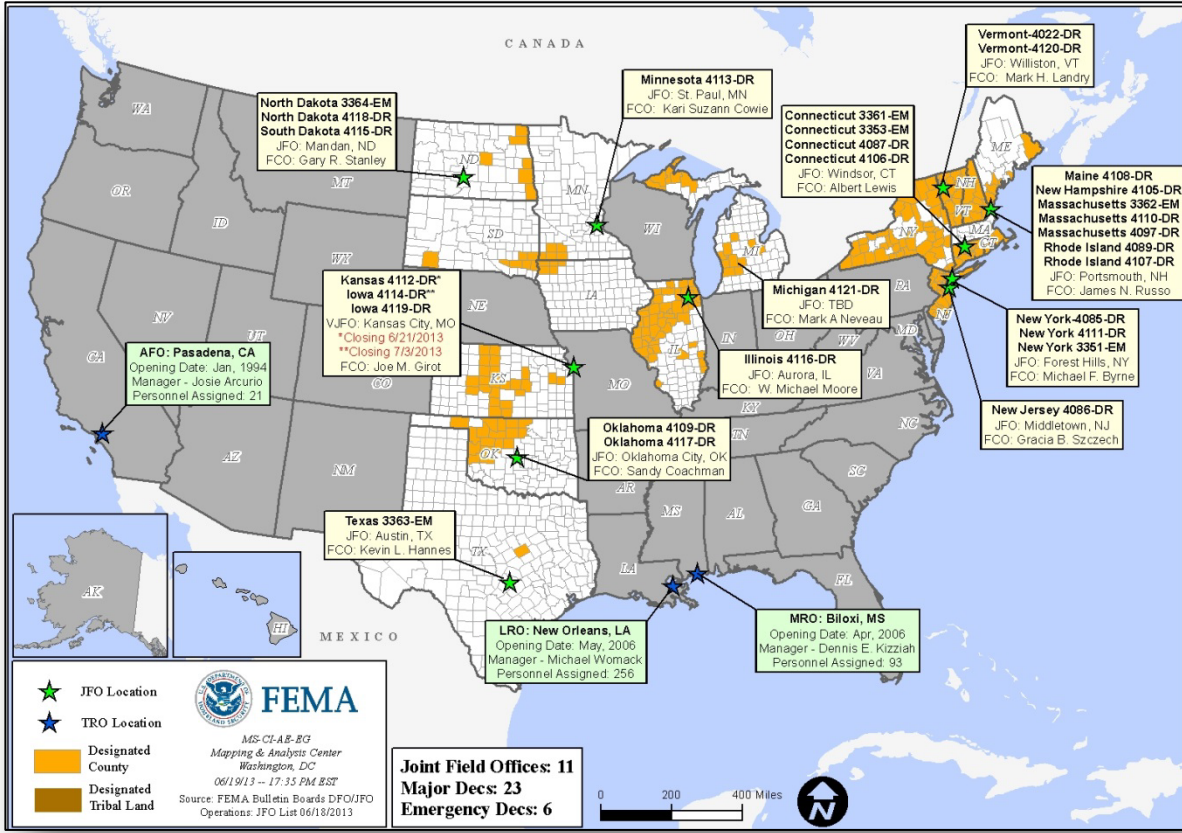 CANADA
Vermont-4022-DR
Vermont-4120-DR
JFO: Williston, VT
FCO: Mark H. Landry
Minnesota 4113-DR
JFO: St. Paul, MN
FCO: Kari Suzann Cowie
North Dakota 3364-EM
North Dakota 4118-DR
South Dakota 4115-DR
JFO: Mandan, ND
FCO: Gary R. Stanley
Connecticut 3361-EM
Connecticut 3353-EM
Connecticut 4087-DR
Connecticut 4106-DR
JFO: Windsor, CT
FCO: Albert Lewis
Maine 4108-DR
New Hampshire 4105-DR
Massachusetts 3362-EM
Massachusetts 4110-DR
Massachusetts 4097-DR
Rhode Island 4089-DR
Rhode Island 4107-DR
JFO: Portsmouth, NH
FCO: James N. Russo
Kansas 4112-DR*
Iowa 4114-DR**
Iowa 4119-DR
VJFO: Kansas City, MO
*Closing 6/21/2013
**Closing 7/3/2013
FCO: Joe M. Girot
Michigan 4121-DR
JFO: TBD
FCO: Mark A Neveau
New York-4085-DR
New York 4111-DR
New York 3351-EM
JFO: Forest Hills, NY
FCO: Michael F. Byrne
AFO: Pasadena, CA
Opening Date: Jan, 1994
Manager - Josie Arcurio
Personnel Assigned: 21
Illinois 4116-DR
JFO: Aurora, IL
FCO: W. Michael Moore
New Jersey 4086-DR
JFO: Middletown, NJ
FCO: Gracia B. Szczech
Oklahoma 4109-DR
Oklahoma 4117-DR
JFO: Oklahoma City, OK
FCO: Sandy Coachman
Texas 3363-EM
JFO: Austin, TX
FCO: Kevin L. Hannes
LRO: New Orleans, LA
Opening Date: May, 2006
Manager - Michael Womack
Personnel Assigned: 256
MRO: Biloxi, MS
Opening Date: Apr, 2006
Manager - Dennis E. Kizziah
Personnel Assigned: 93
WA
OR
CA
NV
ID
MT
WY
UT
AZ
CO
NM
ND
SD
NE
KS
OK
TX
MN
IA
MO
AR
LA
WI
IL
MI
IN
OH
KY
TN
MS
AL
GA
FL
SC
NC
VA
WV
MD
PA
NJ
NY
CT
MA
VT
NH
ME
AK
HI
MEXICO
JFO Location
TRO Location
Designated
County
Designated
Tribal Land
U.S. DEPARTMENT OF
HOMELAND SECURITY
FEMA
MS-CI-AE-EG
Mapping & Analysis Center
Washington, DC
06/19/13 -- 17:35 PM EST
Source: FEMA Bulletin Boards DFO/JFO
Operations: JFO List 06/18/2013
Joint Field Offices: 11
Major Decs: 23
Emergency Decs: 6
0 200 400 Miles
N